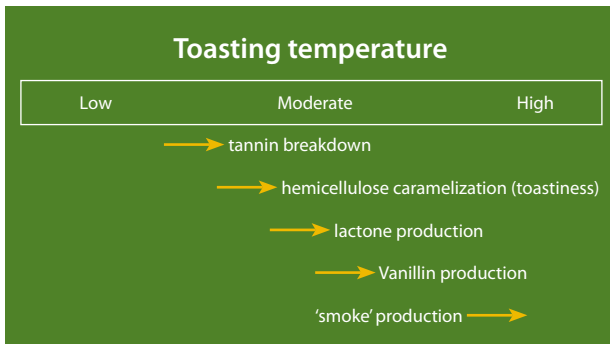 Toasting temperature
Low Moderate High
tannin breakdown
hemicellulose caramelization (toastiness)
lactone production
Vanillin production
‘smoke’ production